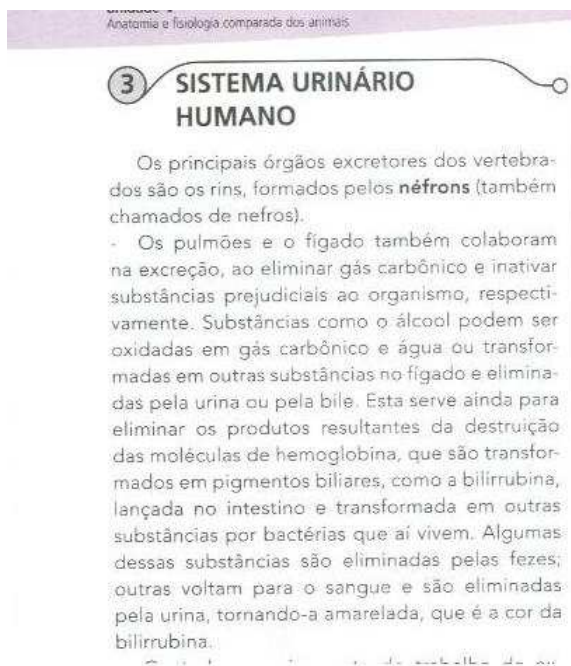 Anatomia e fisiologia comparada dos animais
3 SISTEMA URINÁRIO
HUMANO
Os principais órgãos excretores dos vertebra-
dos são os rins, formados pelos néfrons (também
chamados de nefros).
- Os pulmões e o fígado também colaboram
na excreção, ao eliminar gás carbônico e inativar
substâncias prejudiciais ao organismo, respecti-
vamente. Substâncias como o álcool podem ser
oxidadas em gás carbônico e água ou transfor-
madas em outras substâncias no fígado e elimina-
das pela urina ou pela bile. Esta serve ainda para
eliminar os produtos resultantes da destruição
das moléculas de hemoglobina, que são transfor-
mados em pigmentos biliares, como a bilirrubina,
lançada no intestino e transformada em outras
substâncias por bactérias que aí vivem. Algumas
dessas substâncias são eliminadas pelas fezes;
outras voltam para o sangue e são eliminadas
pela urina, tornando-a amarelada, que é a cor da
bilirrubina.